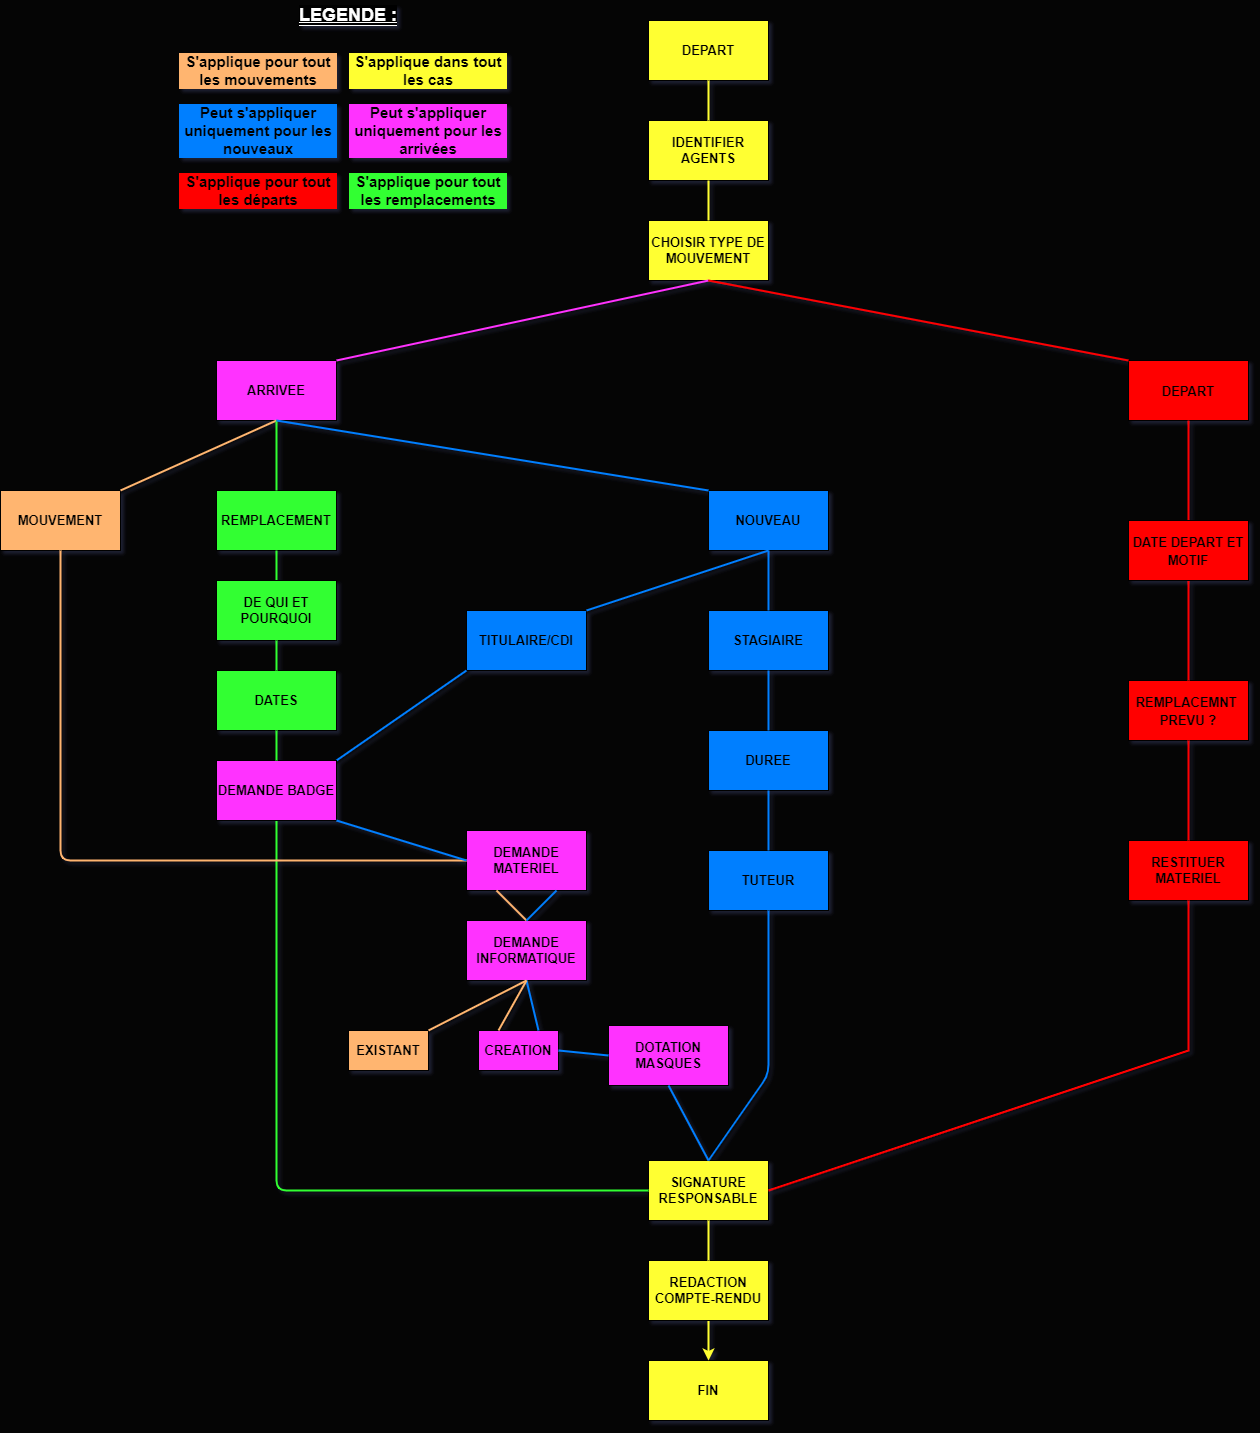 LEGENDE :
S'applique pour tout
les mouvements
S'applique dans tout
les cas
Peut s'appliquer
uniquement pour les
nouveaux
Peut s'appliquer
uniquement pour les
arrivées
S'applique pour tout
les départs
S'applique pour tout
les remplacements
DEPART
IDENTIFIER
AGENTS
CHOISIR TYPE DE
MOUVEMENT
ARRIVEE
DEPART
MOUVEMENT
REMPLACEMENT
NOUVEAU
DATE DEPART ET
MOTIF
DE QUI ET
POURQUOI
TITULAIRE/CDI
STAGIAIRE
DATES
REMPLACEMNT
PREVU ?
DEMANDE BADGE
DUREE
DEMANDE
MATERIEL
TUTEUR
RESTITUER
MATERIEL
DEMANDE
INFORMATIQUE
EXISTANT
CREATION
DOTATION
MASQUES
SIGNATURE
RESPONSABLE
REDACTION
COMPTE-RENDU
FIN